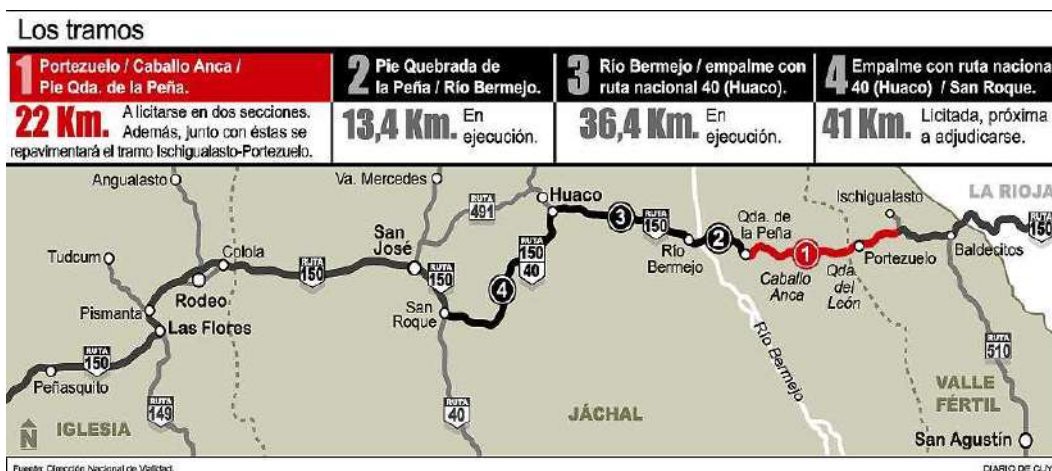 Los tramos
1 Portezuelo / Caballo Anca /
Pie Qda. de la Peña.
22 Km. A licitarse en dos secciones.
Además, junto con éstas se
repavimentará el tramo Ischigualasto-Portezuelo.
2 Pie Quebrada de
la Peña / Río Bermejo.
13,4 Km. En
ejecución.
3 Río Bermejo / empalme con
ruta nacional 40 (Huaco).
36,4 Km. En
ejecución.
4 Empalme con ruta naciona
40 (Huaco) / San Roque.
41 Km. Licitada, próxima
a adjudicarse.
Angualasto
Va. Mercedes
Huaco
Ischigualasto
LA RIOJA
RUTA
491
RUTA
150
Qda. de
la Peña
San
José
3
RUTA
150
2
Río
Bermejo
1
Caballo
Anca
Qda
del
León
Portezuelo
Baldecitos
Tudcum
Colola
RUTA
150
RUTA
150
RUTA
150
40
4
Rodeo
Pismanta
Las Flores
San
Roque
Río Bermejo
RUTA
150
Peñasquito
RUTA
149
RUTA
40
RUTA
510
N
IGLESIA
JÁCHAL
VALLE
FÉRTIL
San Agustín
Fuente: Dirección Nacional de Vialidad.
DIARIO DE CUY